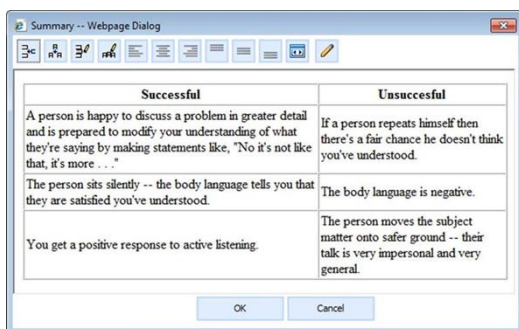 Summary -- Webpage Dialog
Successful
Unsuccesful
A person is happy to discuss a problem in greater detail
and is prepared to modify your understanding of what
they're saying by making statements like, "No it's not like
that, it's more . . ."
If a person repeats himself then
there's a fair chance he doesn't think
you've understood.
The person sits silently -- the body language tells you that
they are satisfied you've understood.
The body language is negative.
You get a positive response to active listening.
The person moves the subject
matter onto safer ground -- their
talk is very impersonal and very
general.
OK
Cancel